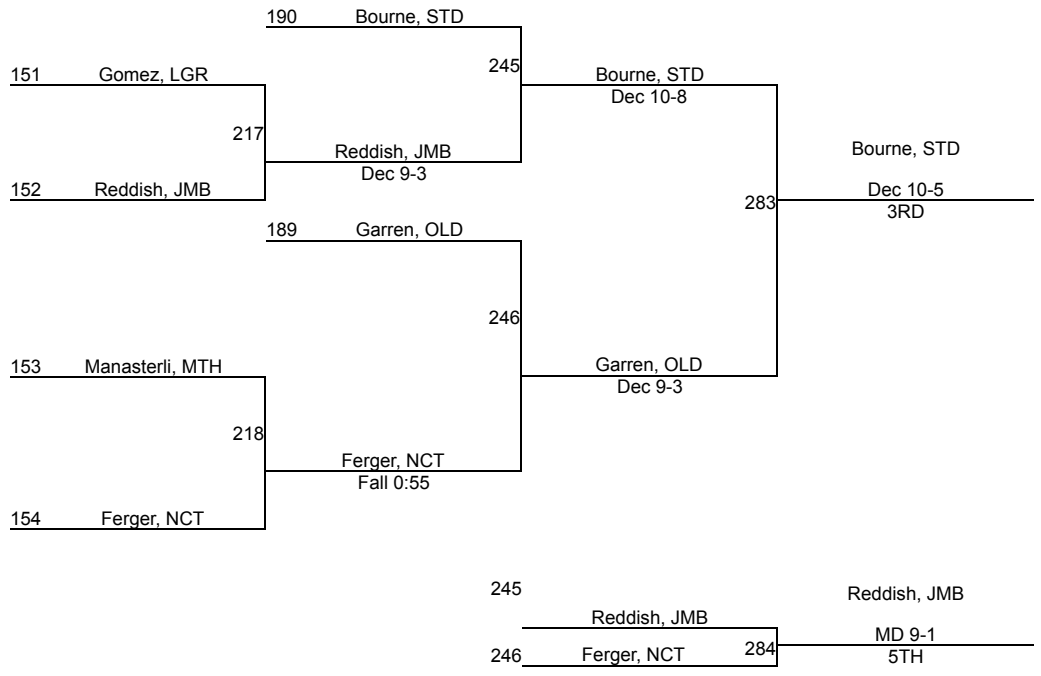 190 Bourne, STD
245
151 Gomez, LGR
Bourne, STD
Dec 10-8
217
Reddish, JMB
Dec 9-3
Bourne, STD
152 Reddish, JMB
Dec 10-5
283
3RD
189 Garren, OLD
246
153 Manasterli, MTH
Garren, OLD
Dec 9-3
218
Ferger, NCT
Fall 0:55
154 Ferger, NCT
245
Reddish, JMB
Reddish, JMB
MD 9-1
284
246 Ferger, NCT
5TH